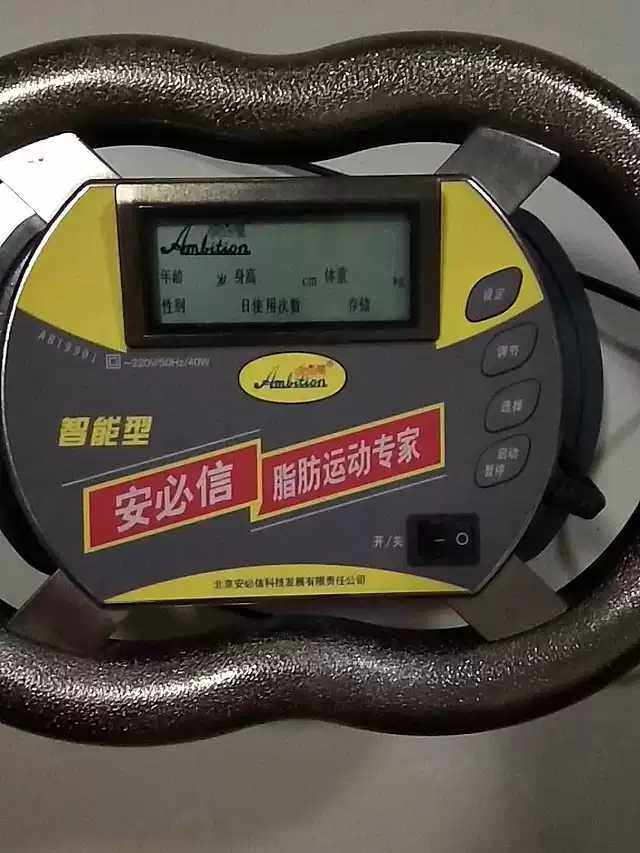 Ambition
年龄 岁 身高 cm 体重 kg
性别 日使用次数 存储
设定
ABT9901 ~220V/50Hz/40W
调节
Ambition
选择
智能型
启动
暂停
安必信 脂肪运动专家
开/关
北京安必信科技发展有限责任公司